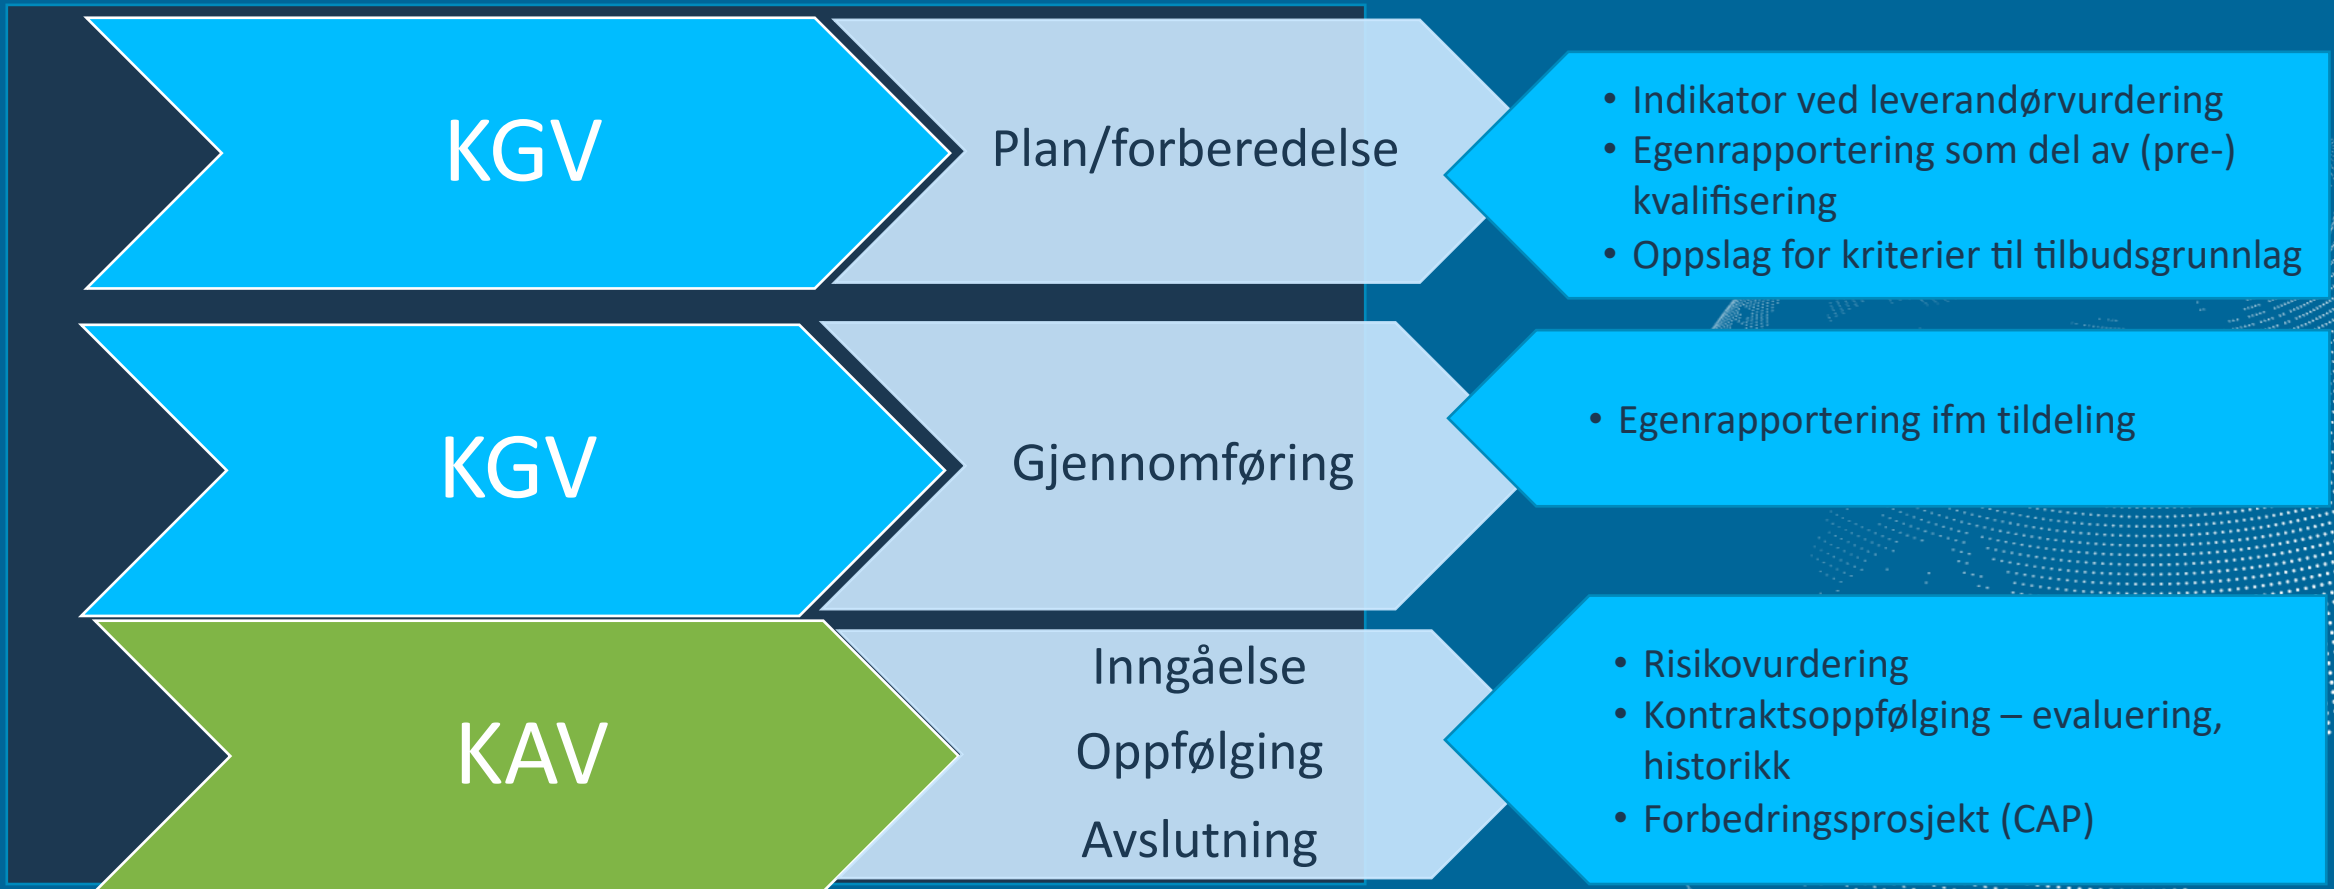 KGV
Plan/forberedelse
• Indikator ved leverandørvurdering
• Egenrapportering som del av (pre-)
kvalifisering
• Oppslag for kriterier til tilbudsgrunnlag
KGV
Gjennomføring
• Egenrapportering ifm tildeling
KAV
Inngåelse
Oppfølging
Avslutning
• Risikovurdering
• Kontraktsoppfølging – evaluering,
historikk
• Forbedringsprosjekt (CAP)